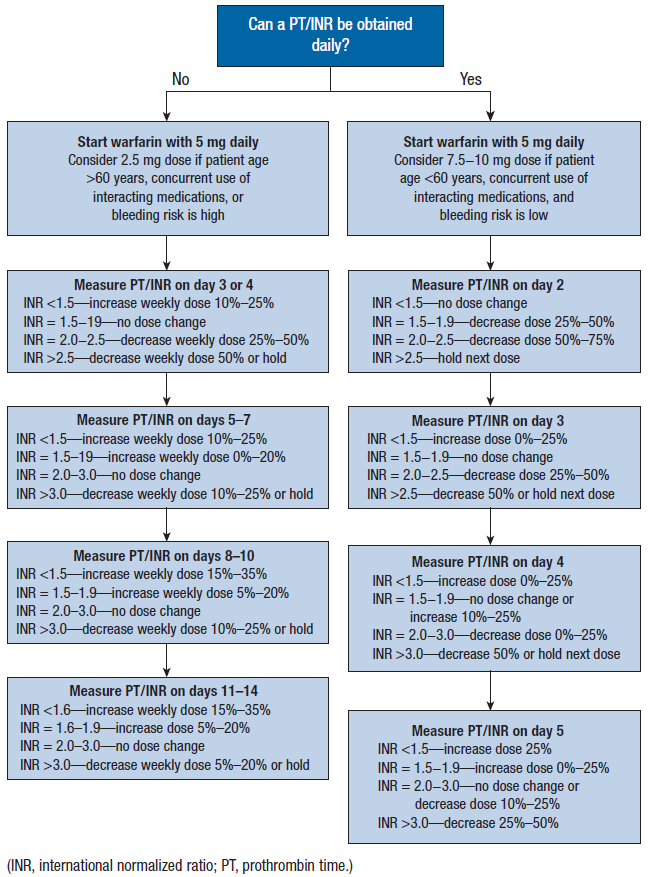 Can a PT/INR be obtained
daily?
No
Yes
Start warfarin with 5 mg daily
Consider 2.5 mg dose if patient age
>60 years, concurrent use of
interacting medications, or
bleeding risk is high
Measure PT/INR on day 3 or 4
INR <1.5—increase weekly dose 10%–25%
INR = 1.5–19—no dose change
INR = 2.0–2.5—decrease weekly dose 25%–50%
INR >2.5—decrease weekly dose 50% or hold
Measure PT/INR on days 5–7
INR <1.5—increase weekly dose 10%–25%
INR = 1.5–19—increase weekly dose 0%–20%
INR = 2.0–3.0—no dose change
INR >3.0—decrease weekly dose 10%–25% or hold
Measure PT/INR on days 8–10
INR <1.5—increase weekly dose 15%–35%
INR = 1.5–1.9—increase weekly dose 5%–20%
INR = 2.0–3.0—no dose change
INR >3.0—decrease weekly dose 10%–25% or hold
Measure PT/INR on days 11–14
INR <1.6—increase weekly dose 15%–35%
INR = 1.6–1.9—increase dose 5%–20%
INR = 2.0–3.0—no dose change
INR >3.0—decrease weekly dose 5%–20% or hold
Start warfarin with 5 mg daily
Consider 7.5–10 mg dose if patient
age <60 years, concurrent use of
interacting medications, and
bleeding risk is low
Measure PT/INR on day 2
INR <1.5—no dose change
INR = 1.5–1.9—decrease dose 25%–50%
INR = 2.0–2.5—decrease dose 50%–75%
INR >2.5—hold next dose
Measure PT/INR on day 3
INR <1.5—increase dose 0%–25%
INR = 1.5–1.9—no dose change
INR = 2.0–2.5—decrease dose 25%–50%
INR >2.5—decrease 50% or hold next dose
Measure PT/INR on day 4
INR <1.5—increase dose 0%–25%
INR = 1.5–1.9—no dose change or
increase 10%–25%
INR = 2.0–3.0—decrease dose 0%–25%
INR >3.0—decrease 50% or hold next dose
Measure PT/INR on day 5
INR <1.5—increase dose 25%
INR = 1.5–1.9—increase dose 0%–25%
INR = 2.0–3.0—no dose change or
decrease dose 10%–25%
INR >3.0—decrease 25%–50%
(INR, international normalized ratio; PT, prothrombin time.)